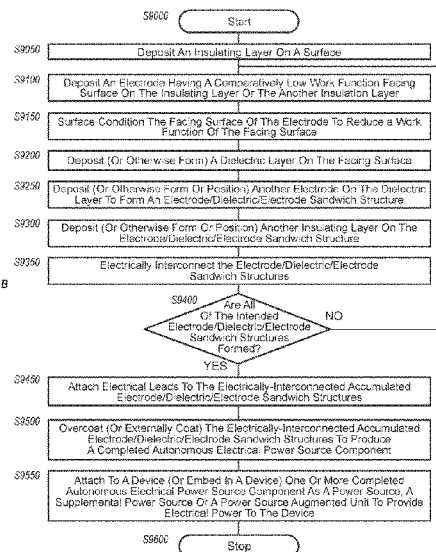 S9000
Start
S9050
Deposit An Insulating Layer On A Surface
S9100
Deposit An Electrode Having A Comparatively Low Work Function Facing
Surface On The Insulating Layer Or The Another Insulation Layer
S9150
Surface Condition The Facing Surface Of The Electrode To Reduce a Work
Function Of The Facing Surface
S9200
Deposit (Or Otherwise Form) A Dielectric Layer On The Facing Surface
S9250
Deposit (Or Otherwise Form Or Position) Another Electrode On The Dielectric
Layer To Form An Electrode/Dielectric/Electrode Sandwich Structure
S9300
Deposit (Or Otherwise Form Or Position) Another Insulating Layer On The
Electrode/Dielectric/Electrode Sandwich Structure
S9350
Electrically Interconnect the Electrode/Dielectric/Electrode
Sandwich Structures
B
S9400
Are All
Of The Intended
Electrode/Dielectric/Electrode
Sandwich Structures
Formed?
NO
YES
S9450
Attach Electrical Leads To The Electrically-Interconnected Accumulated
Electrode/Dielectric/Electrode Sandwich Structures
S9500
Overcoat (Or Externally Coat) The Electrically-Interconnected Accumulated
Electrode/Dielectric/Electrode Sandwich Structures To Produce
A Completed Autonomous Electrical Power Source Component
S9550
Attach To A Device (Or Embed In A Device) One Or More Completed
Autonomous Electrical Power Source Component As A Power Source, A
Supplemental Power Source Or A Power Source Augmented Unit To Provide
Electrical Power To The Device
S9600
Stop